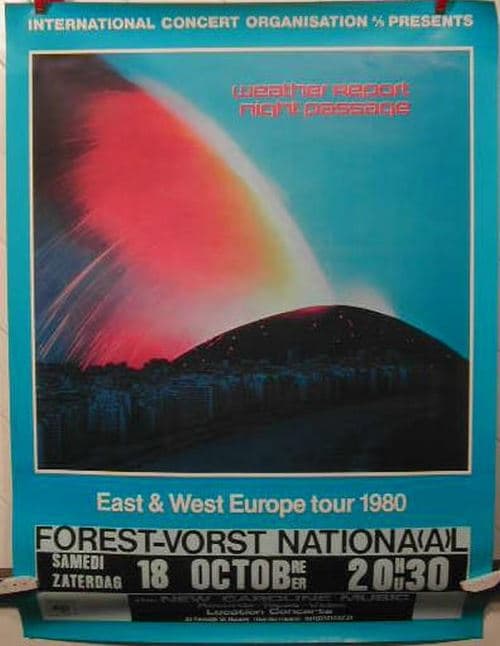 INTERNATIONAL CONCERT ORGANISATION A/S PRESENTS
weather report
night passage
East & West Europe tour 1980
FOREST-VORST NATIONA(A)L
SAMEDI
ZATERDAG
18 OCTOBRE
ER
20H30
U
NEW CAROLINE MUSIC
Location Concerts